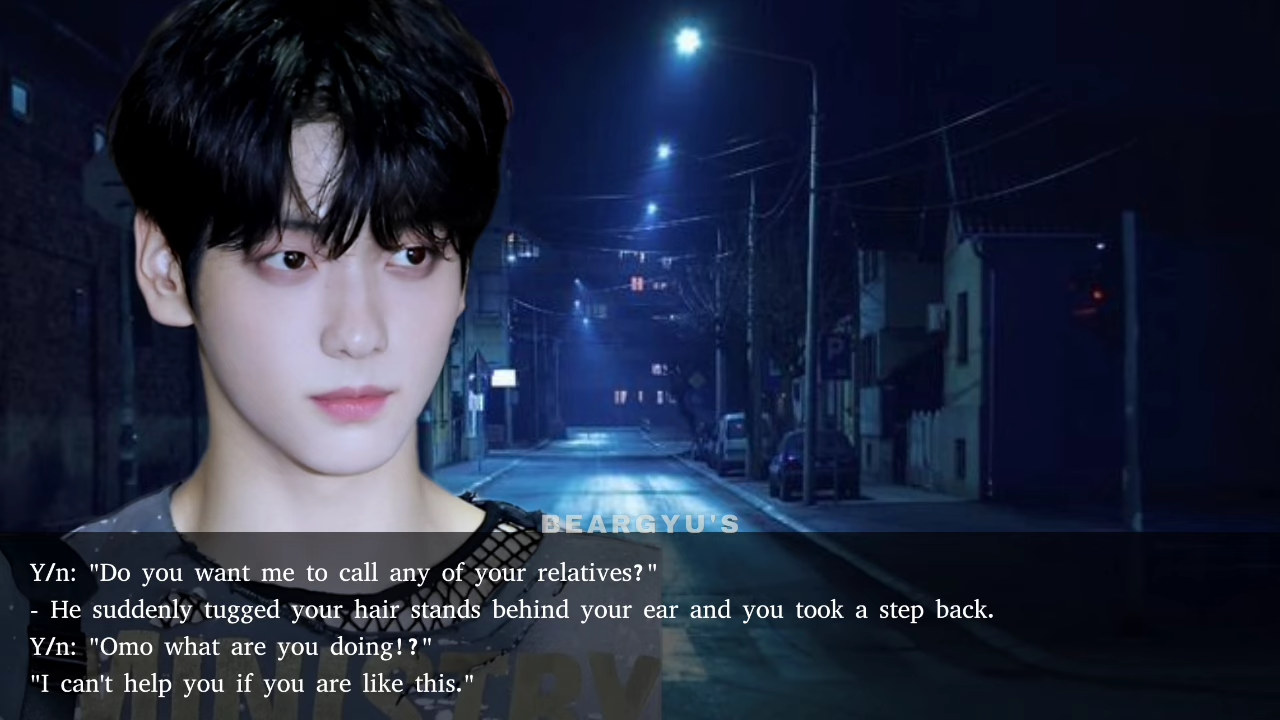 BEARGYU'S
Y/n: "Do you want me to call any of your relatives?"
- He suddenly tugged your hair stands behind your ear and you took a step back.
Y/n: "Omo what are you doing!?"
"I can't help you if you are like this."
MINISTRY
P